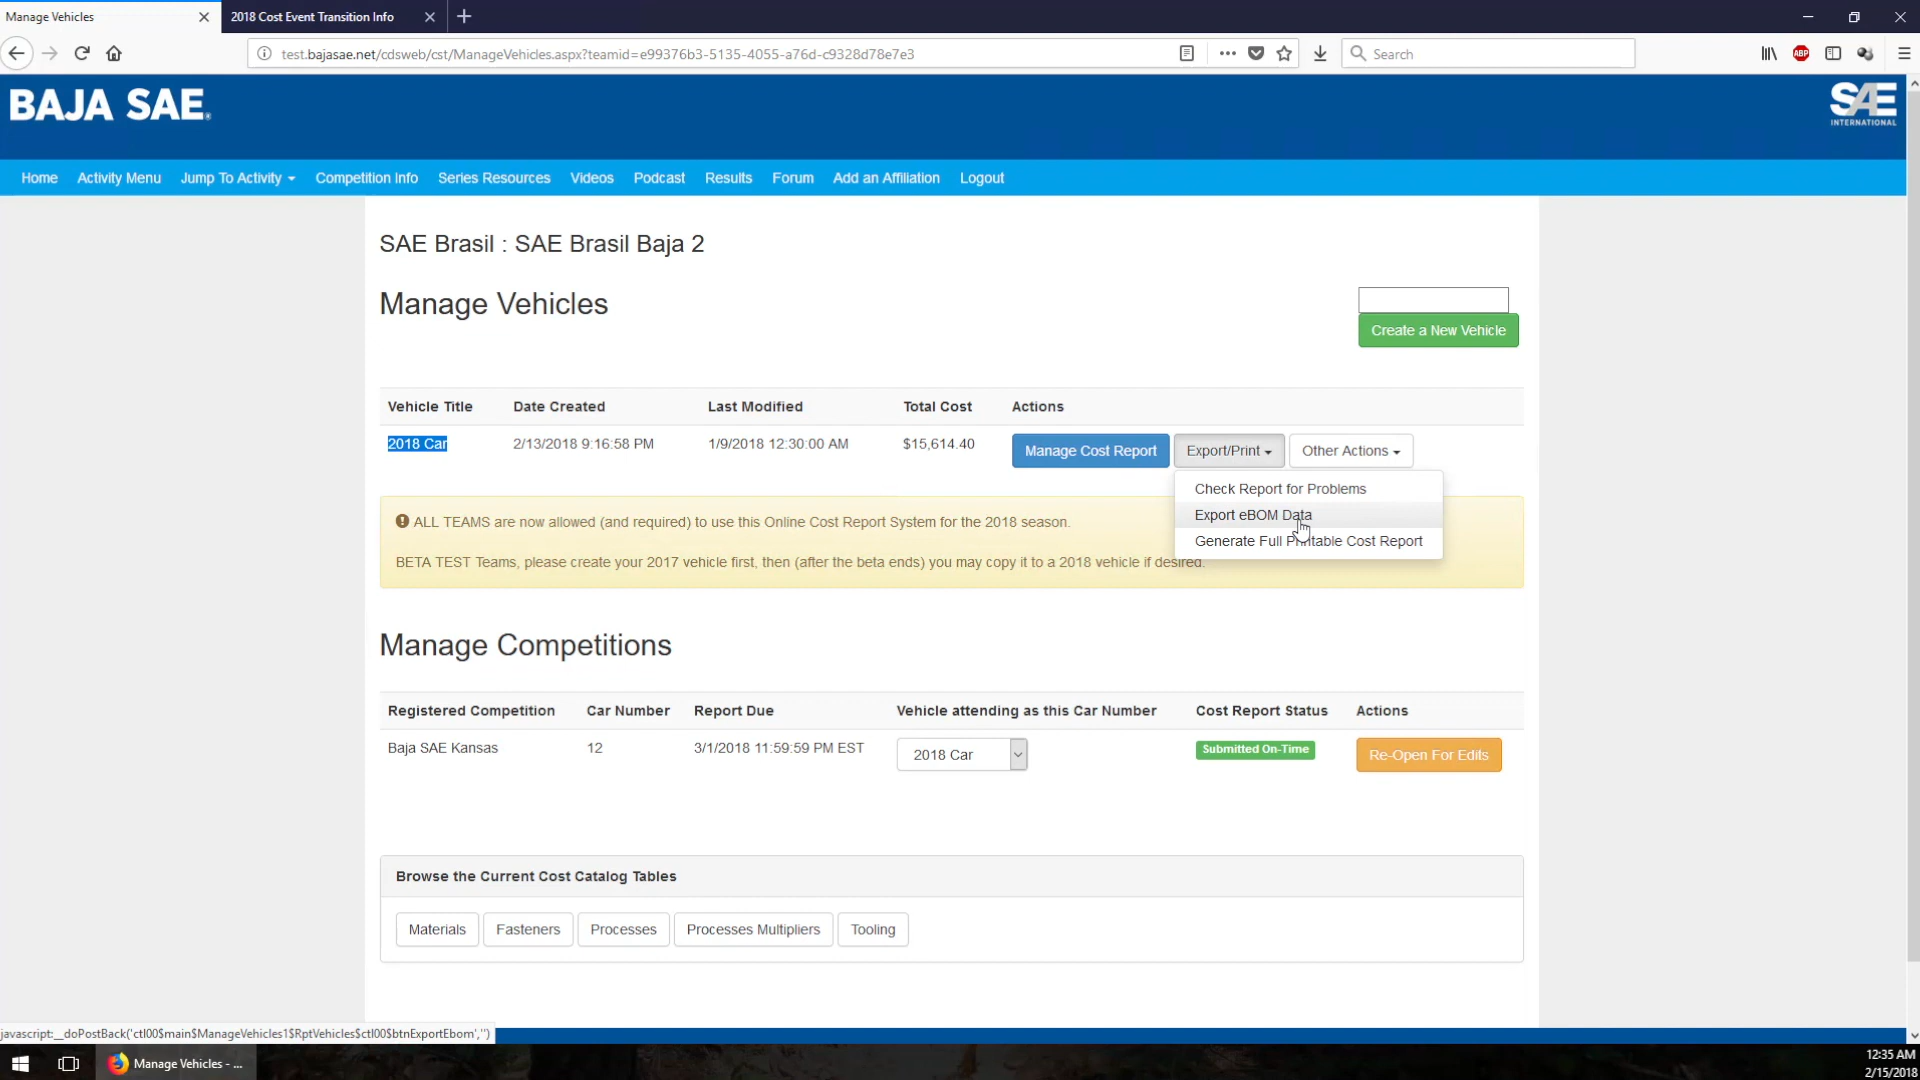 Manage Vehicles
2018 Cost Event Transition Info
test.bajasae.net/cdsweb/cst/ManageVehicles.aspx?teamid=e99376b3-5135-4055-a76d-c9328d78e7e3
Search
ABP
BAJA SAE.
SAE
INTERNATIONAL
Home Activity Menu Jump To Activity Competition Info Series Resources Videos Podcast Results Forum Add an Affiliation Logout
SAE Brasil : SAE Brasil Baja 2
Manage Vehicles
Create a New Vehicle
Vehicle Title Date Created Last Modified Total Cost Actions
2018 Car 2/13/2018 9:16:58 PM 1/9/2018 12:30:00 AM $15,614.40 Manage Cost Report Export/Print Other Actions
Check Report for Problems
Export eBOM Data
Generate Full Printable Cost Report
ALL TEAMS are now allowed (and required) to use this Online Cost Report System for the 2018 season.
BETA TEST Teams, please create your 2017 vehicle first, then (after the beta ends) you may copy it to a 2018 vehicle if desired.
Manage Competitions
Registered Competition Car Number Report Due Vehicle attending as this Car Number Cost Report Status Actions
Baja SAE Kansas 12 3/1/2018 11:59:59 PM EST 2018 Car Submitted On-Time Re-Open For Edits
Browse the Current Cost Catalog Tables
Materials Fasteners Processes Processes Multipliers Tooling
javascript:__doPostBack('ctl00$main$ManageVehicles1$RptVehicles$ctl00$btnExportEbom','')
Manage Vehicles - ...
12:35 AM
2/15/2018